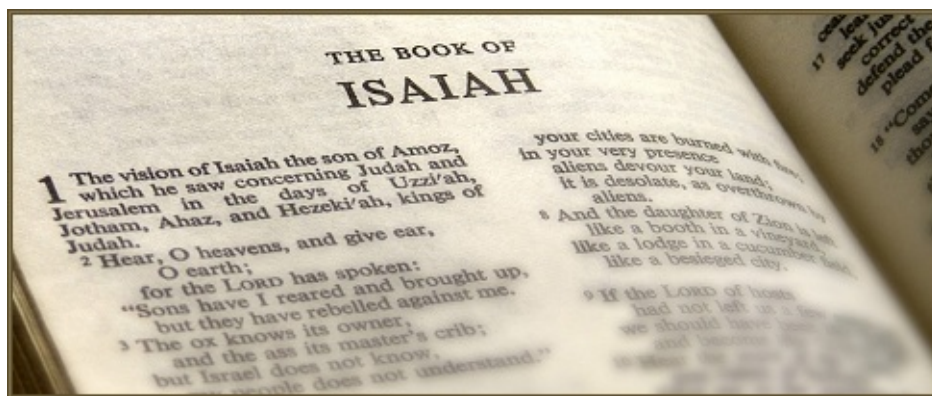 THE BOOK OF
ISAIAH
1 The vision of Isaiah the son of Amoz,
which he saw concerning Judah and
Jerusalem in the days of Uzzi′ah,
Jotham, Ahaz, and Hezeki′ah, kings of
Judah.
2 Hear, O heavens, and give ear,
O earth;
for the LORD has spoken:
“Sons have I reared and brought up,
but they have rebelled against me.
3 The ox knows its owner,
and the ass its master's crib;
but Israel does not know,
people does not understand.”
your cities are burned with fire;
in your very presence
aliens devour your land;
it is desolate, as overthrown by
aliens.
8 And the daughter of Zion is left
like a booth in a vineyard,
like a lodge in a cucumber field,
like a besieged city.
9 If the LORD of hosts
had not left us a few
we should have
and become
17
seek
correct
defend the
plead
18 “Come